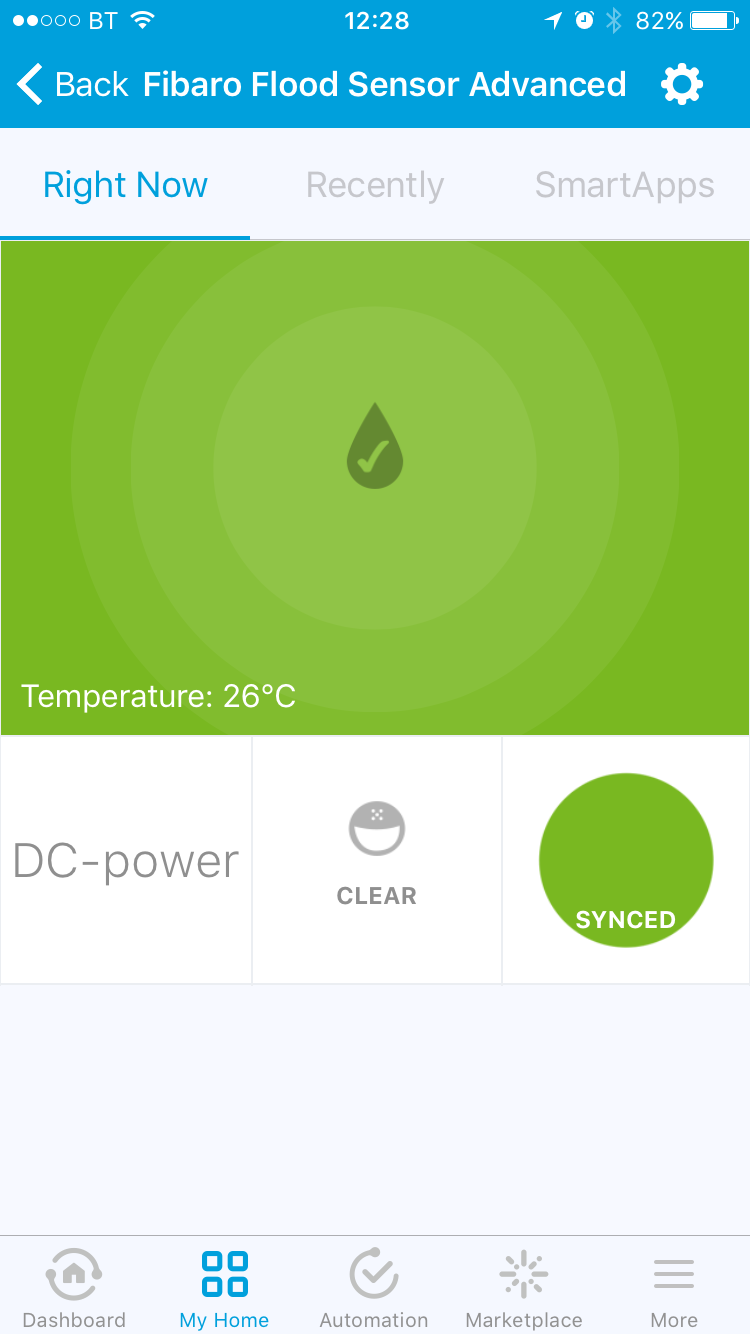 BT 12:28 82%
Back Fibaro Flood Sensor Advanced
Right Now Recently SmartApps
Temperature: 26°C
DC-power
CLEAR
SYNCED
Dashboard My Home Automation Marketplace More